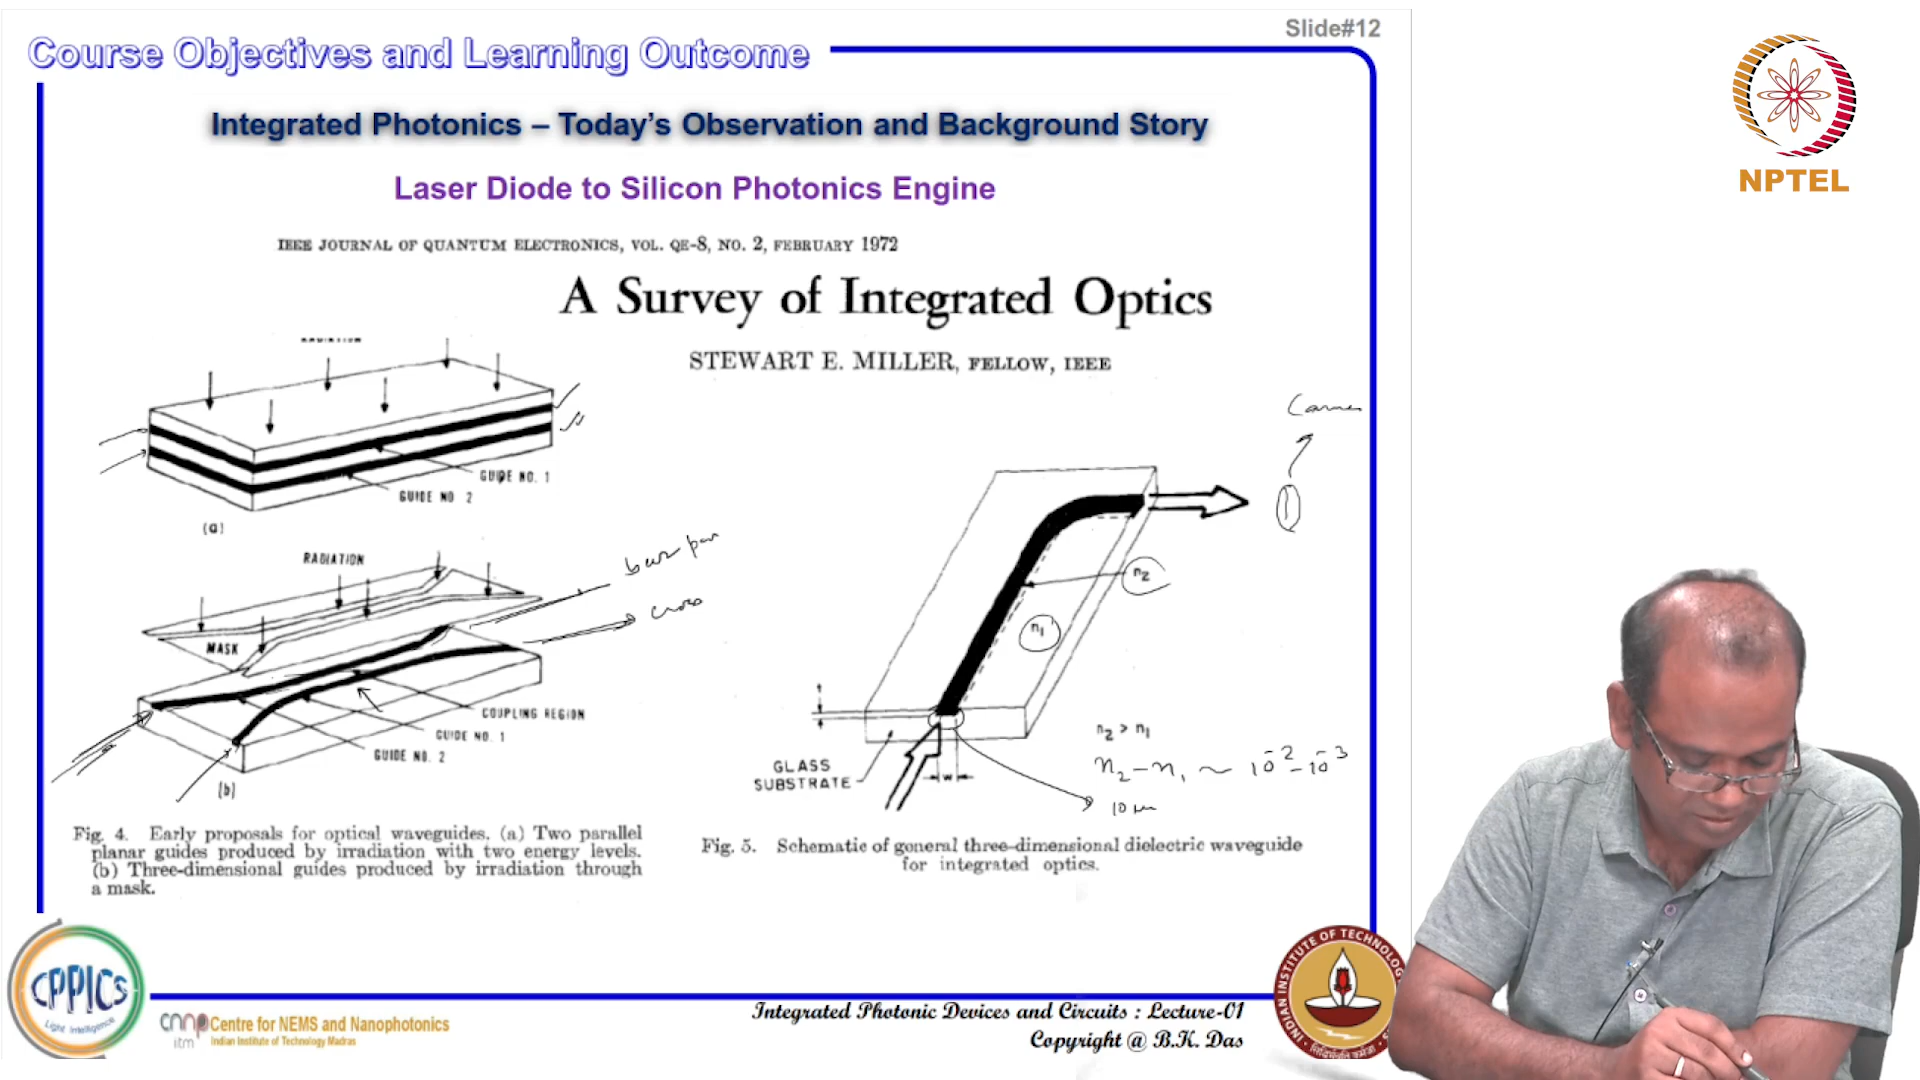 Slide#12
Course Objectives and Learning Outcome
Integrated Photonics – Today's Observation and Background Story
Laser Diode to Silicon Photonics Engine
IEEE JOURNAL OF QUANTUM ELECTRONICS, VOL. QE-8, NO. 2, FEBRUARY 1972
A Survey of Integrated Optics
STEWART E. MILLER, FELLOW, IEEE
RADIATION
GUIDE NO. 1
GUIDE NO 2
(a)
RADIATION
MASK
COUPLING REGION
GUIDE NO. 1
GUIDE NO. 2
(b)
bar
cross
Fig. 4. Early proposals for optical waveguides. (a) Two parallel
planar guides produced by irradiation with two energy levels.
(b) Three-dimensional guides produced by irradiation through
a mask.
n2
n1
t
GLASS
SUBSTRATE
w
n2 > n1
n2 - n1 ~ 10^-2 - 10^-3
10 μm
Fig. 5. Schematic of general three-dimensional dielectric waveguide
for integrated optics.
NPTEL
CPPICs
Light Intelligence
cnnp
itm
Centre for NEMS and Nanophotonics
Indian Institute of Technology Madras
Integrated Photonic Devices and Circuits : Lecture-01
Copyright @ B.K. Das
INDIAN INSTITUTE OF TECHNOLOG